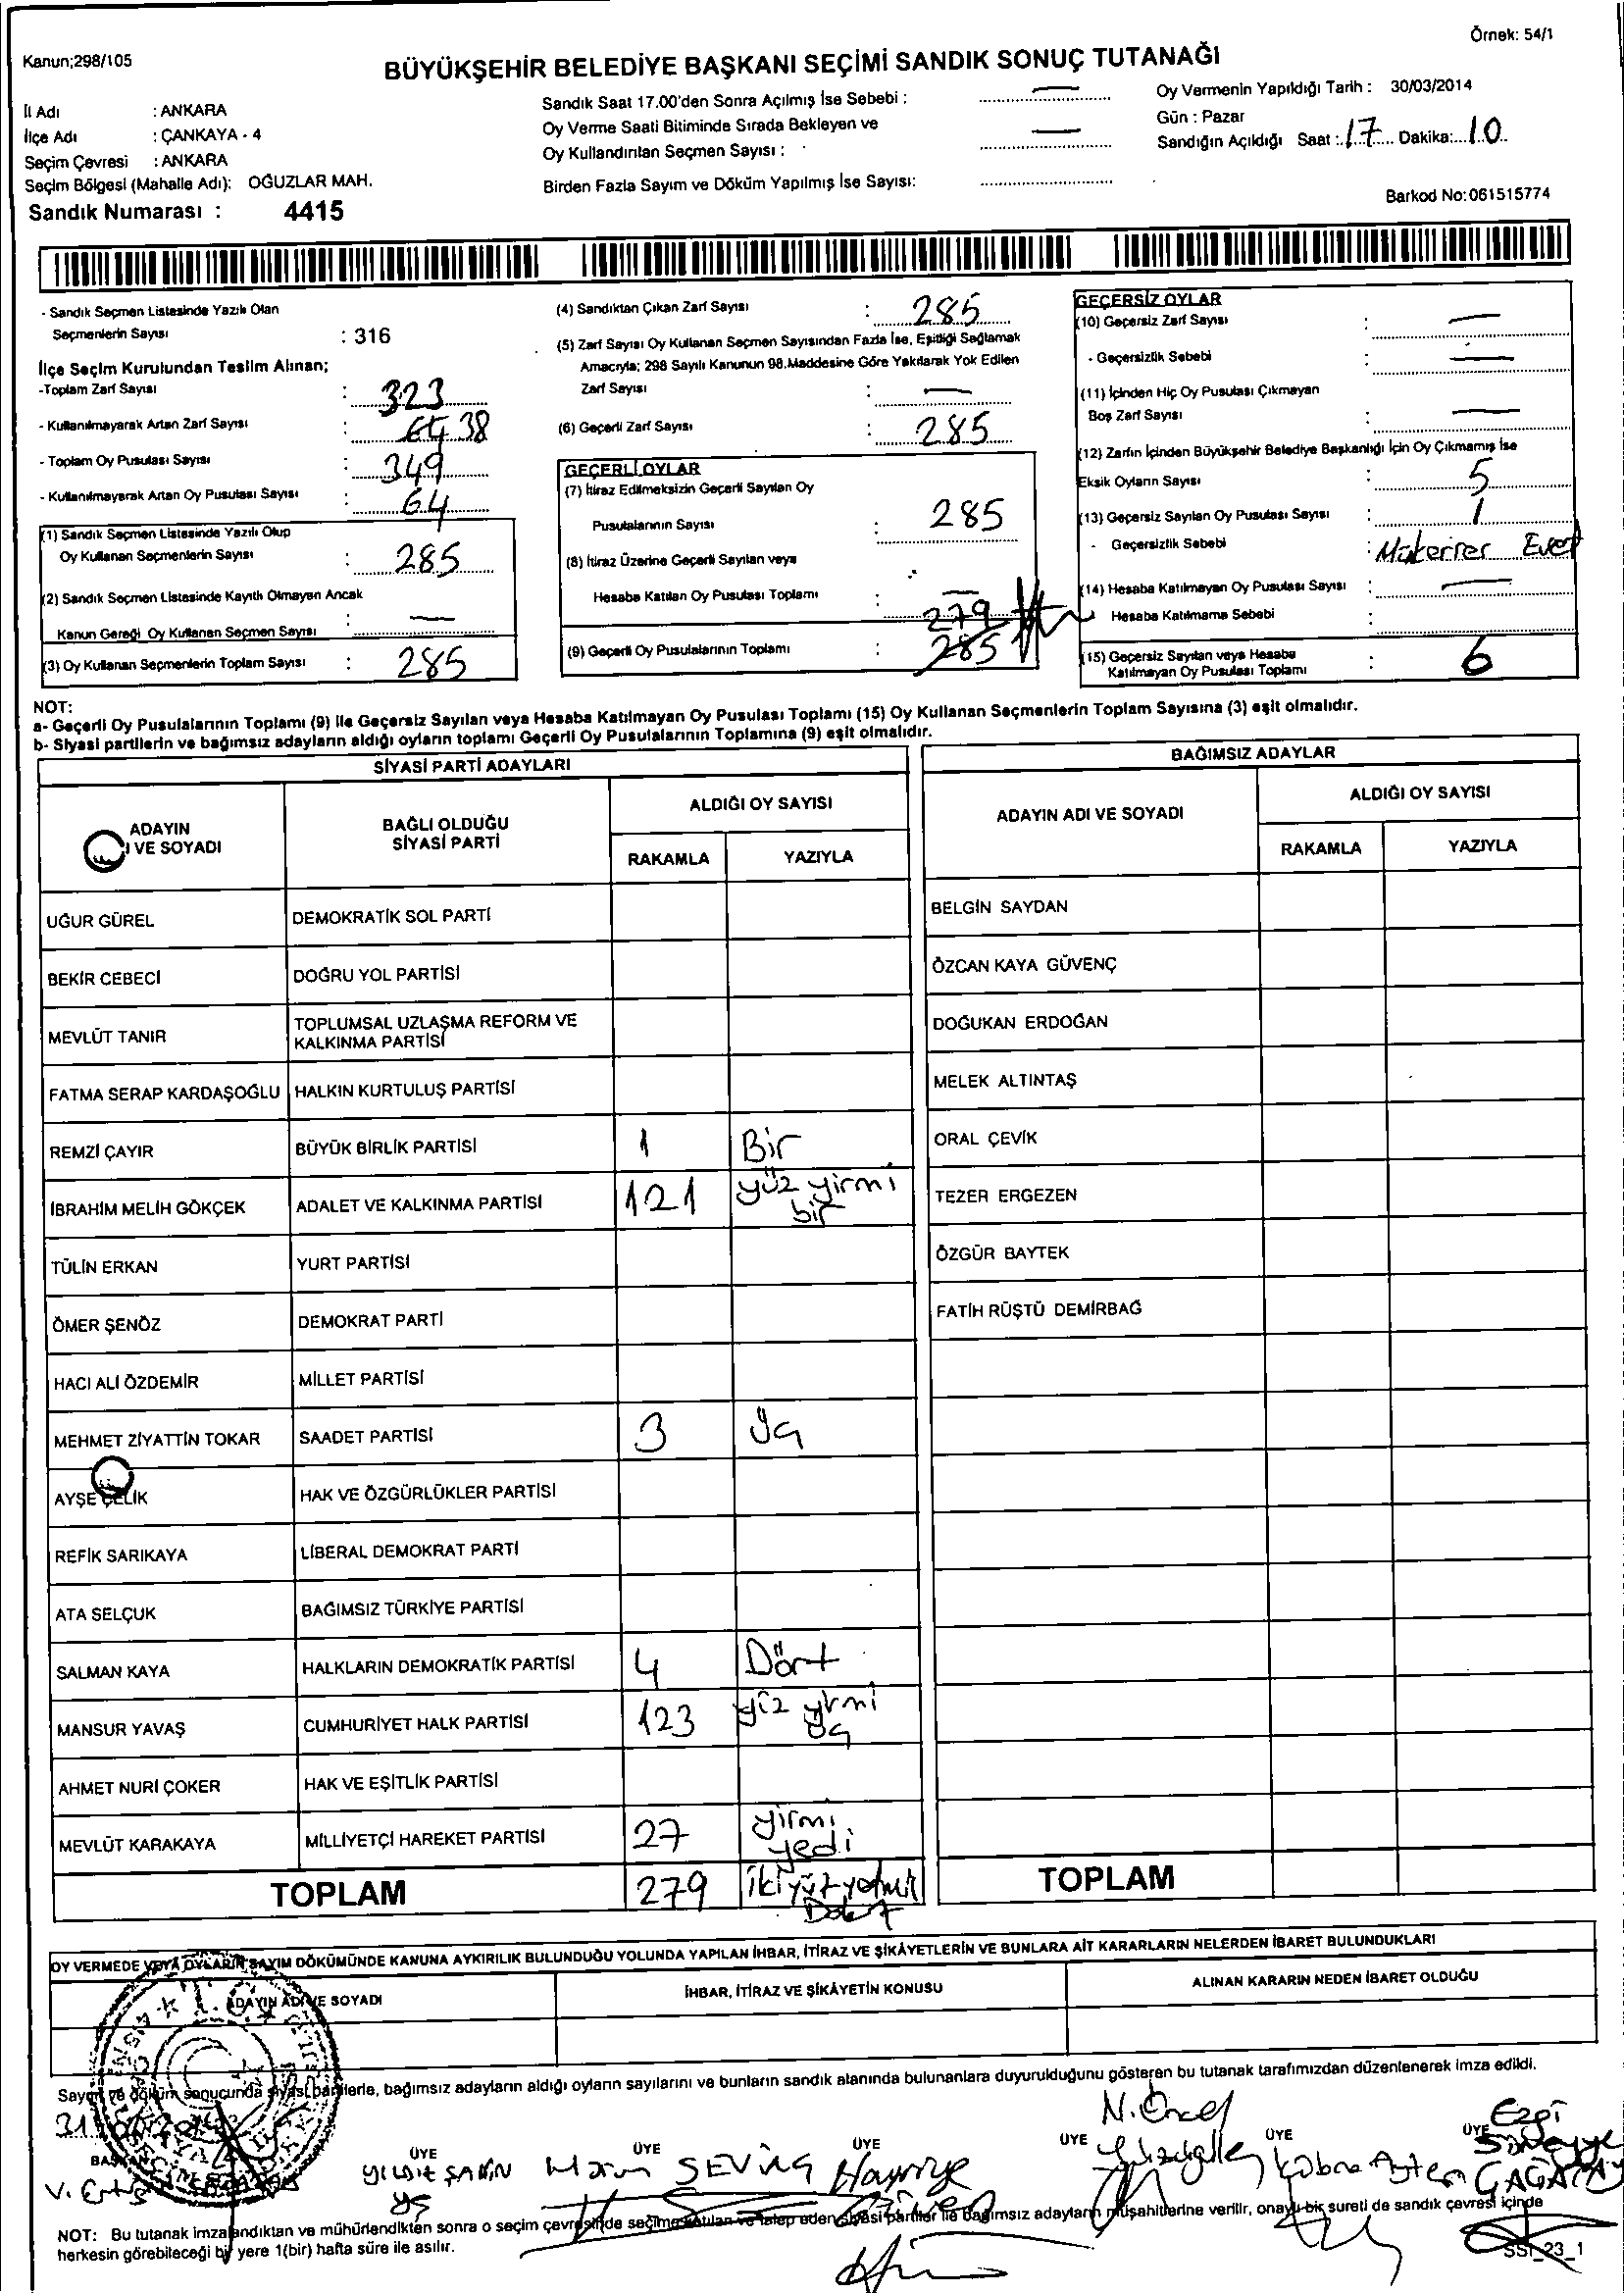 Örnek: 54/1
Kanun;298/105
BÜYÜKŞEHİR BELEDİYE BAŞKANI SEÇİMİ SANDIK SONUÇ TUTANAĞI
İl Adı : ANKARA
İlçe Adı : ÇANKAYA - 4
Seçim Çevresi : ANKARA
Seçim Bölgesi (Mahalle Adı): OĞUZLAR MAH.
Sandık Numarası : 4415
Sandık Saat 17.00'den Sonra Açılmış İse Sebebi : —
Oy Verme Saati Bitiminde Sırada Bekleyen ve
Oy Kullandırılan Seçmen Sayısı : —
Birden Fazla Sayım ve Döküm Yapılmış İse Sayısı:
Oy Vermenin Yapıldığı Tarih : 30/03/2014
Gün : Pazar
Sandığın Açıldığı Saat : 17 Dakika: 10
Barkod No:061515774
- Sandık Seçmen Listesinde Yazılı Olan
Seçmenlerin Sayısı : 316
İlçe Seçim Kurulundan Teslim Alınan;
-Toplam Zarf Sayısı : 323
- Kullanılmayarak Artan Zarf Sayısı : 64 38
- Toplam Oy Pusulası Sayısı : 349
- Kullanılmayarak Artan Oy Pusulası Sayısı : 64
(1) Sandık Seçmen Listesinde Yazılı Olup
Oy Kullanan Seçmenlerin Sayısı : 285
(2) Sandık Seçmen Listesinde Kayıtlı Olmayan Ancak
Kanun Gereği Oy Kullanan Seçmen Sayısı : —
(3) Oy Kullanan Seçmenlerin Toplam Sayısı : 285
(4) Sandıktan Çıkan Zarf Sayısı : 285
(5) Zarf Sayısı Oy Kullanan Seçmen Sayısından Fazla İse, Eşitliği Sağlamak
Amacıyla; 298 Sayılı Kanunun 98.Maddesine Göre Yakılarak Yok Edilen
Zarf Sayısı : —
(6) Geçerli Zarf Sayısı : 285
GEÇERLİ OYLAR
(7) İtiraz Edilmeksizin Geçerli Sayılan Oy
Pusulalarının Sayısı : 285
(8) İtiraz Üzerine Geçerli Sayılan veya
Hesaba Katılan Oy Pusulası Toplamı : —
279
(9) Geçerli Oy Pusulalarının Toplamı : 285
GEÇERSİZ OYLAR
(10) Geçersiz Zarf Sayısı : —
- Geçersizlik Sebebi : —
(11) İçinden Hiç Oy Pusulası Çıkmayan
Boş Zarf Sayısı : —
(12) Zarfın İçinden Büyükşehir Belediye Başkanlığı İçin Oy Çıkmamış İse
Eksik Oyların Sayısı : 5
(13) Geçersiz Sayılan Oy Pusulası Sayısı : 1
- Geçersizlik Sebebi : Mükerrer Evet
(14) Hesaba Katılmayan Oy Pusulası Sayısı : —
Hesaba Katılmama Sebebi :
(15) Geçersiz Sayılan veya Hesaba
Katılmayan Oy Pusulası Toplamı : 6
NOT:
a- Geçerli Oy Pusulalarının Toplamı (9) ile Geçersiz Sayılan veya Hesaba Katılmayan Oy Pusulası Toplamı (15) Oy Kullanan Seçmenlerin Toplam Sayısına (3) eşit olmalıdır.
b- Siyasi partilerin ve bağımsız adayların aldığı oyların toplamı Geçerli Oy Pusulalarının Toplamına (9) eşit olmalıdır.
SİYASİ PARTİ ADAYLARI
ADAYIN
I VE SOYADI
BAĞLI OLDUĞU
SİYASİ PARTİ
ALDIĞI OY SAYISI
RAKAMLA YAZIYLA
UĞUR GÜREL DEMOKRATİK SOL PARTİ
BEKİR CEBECİ DOĞRU YOL PARTİSİ
MEVLÜT TANIR TOPLUMSAL UZLAŞMA REFORM VE
KALKINMA PARTİSİ
FATMA SERAP KARDAŞOĞLU HALKIN KURTULUŞ PARTİSİ
REMZİ ÇAYIR BÜYÜK BİRLİK PARTİSİ 1 Bir
İBRAHİM MELİH GÖKÇEK ADALET VE KALKINMA PARTİSİ 121 yüz yirmi
bir
TÜLİN ERKAN YURT PARTİSİ
ÖMER ŞENÖZ DEMOKRAT PARTİ
HACI ALİ ÖZDEMİR MİLLET PARTİSİ
MEHMET ZİYATTİN TOKAR SAADET PARTİSİ 3 üç
AYŞE ÇELİK HAK VE ÖZGÜRLÜKLER PARTİSİ
REFİK SARIKAYA LİBERAL DEMOKRAT PARTİ
ATA SELÇUK BAĞIMSIZ TÜRKİYE PARTİSİ
SALMAN KAYA HALKLARIN DEMOKRATİK PARTİSİ 4 Dört
MANSUR YAVAŞ CUMHURİYET HALK PARTİSİ 123 yüz yirmi
üç
AHMET NURİ ÇOKER HAK VE EŞİTLİK PARTİSİ
MEVLÜT KARAKAYA MİLLİYETÇİ HAREKET PARTİSİ 27 yirmi
yedi
TOPLAM 279 iki yüz yetmiş
Dokuz
BAĞIMSIZ ADAYLAR
ADAYIN ADI VE SOYADI
ALDIĞI OY SAYISI
RAKAMLA YAZIYLA
BELGİN SAYDAN
ÖZCAN KAYA GÜVENÇ
DOĞUKAN ERDOĞAN
MELEK ALTINTAŞ
ORAL ÇEVİK
TEZER ERGEZEN
ÖZGÜR BAYTEK
FATİH RÜŞTÜ DEMİRBAĞ
TOPLAM
OY VERMEDE VEYA OYLARIN SAYIM DÖKÜMÜNDE KANUNA AYKIRILIK BULUNDUĞU YOLUNDA YAPILAN İHBAR, İTİRAZ VE ŞİKÂYETLERİN VE BUNLARA AİT KARARLARIN NELERDEN İBARET BULUNDUKLARI
ADAYIN ADI VE SOYADI İHBAR, İTİRAZ VE ŞİKÂYETİN KONUSU ALINAN KARARIN NEDEN İBARET OLDUĞU
Sayım ve döküm sonucunda siyasi partilerle, bağımsız adayların aldığı oyların sayılarını ve bunların sandık alanında bulunanlara duyurulduğunu gösteren bu tutanak tarafımızdan düzenlenerek imza edildi.
BAŞKAN ÜYE ÜYE ÜYE ÜYE ÜYE ÜYE
YILDIZ ŞAHİN SEVİNÇ Hayriye Kübra Ezgi
NOT: Bu tutanak imzalandıktan ve mühürlendikten sonra o seçim çevresinde seçime katılan ve talep eden siyasi partiler ile bağımsız adayların müşahitlerine verilir, onaylı bir sureti de sandık çevresi içinde
herkesin görebileceği bir yere 1(bir) hafta süre ile asılır.
SSİ_23_1